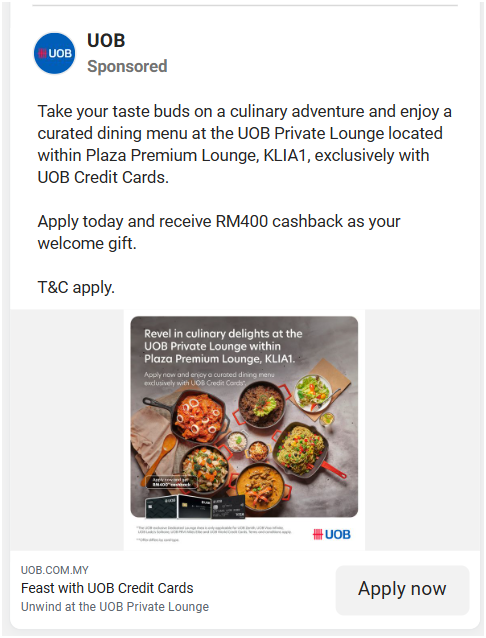 UOB
UOB
Sponsored
Take your taste buds on a culinary adventure and enjoy a
curated dining menu at the UOB Private Lounge located
within Plaza Premium Lounge, KLIA1, exclusively with
UOB Credit Cards.
Apply today and receive RM400 cashback as your
welcome gift.
T&C apply.
Revel in culinary delights at the
UOB Private Lounge within
Plaza Premium Lounge, KLIA1.
Apply now and enjoy a curated dining menu
exclusively with UOB Credit Cards*.
Apply now and get
RM400** cashback
UOB
UOB.COM.MY
Feast with UOB Credit Cards
Unwind at the UOB Private Lounge
Apply now